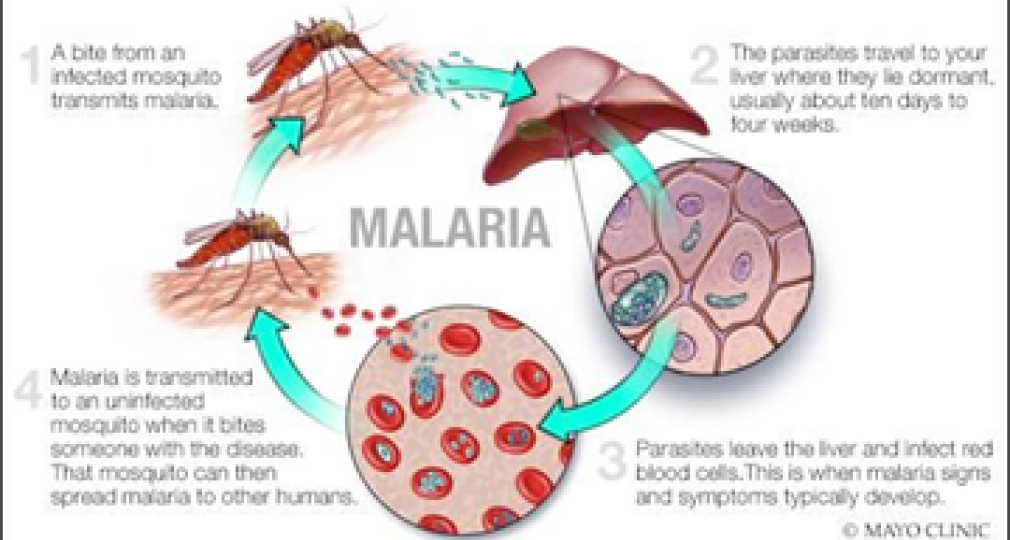 1
A bite from an
infected mosquito
transmits malaria.
2
The parasites travel to your
liver where they lie dormant,
usually about ten days to
four weeks.
MALARIA
3
Parasites leave the liver and infect red
blood cells. This is when malaria signs
and symptoms typically develop.
4
Malaria is transmitted
to an uninfected
mosquito when it bites
someone with the disease.
That mosquito can then
spread malaria to other humans.
© MAYO CLINIC